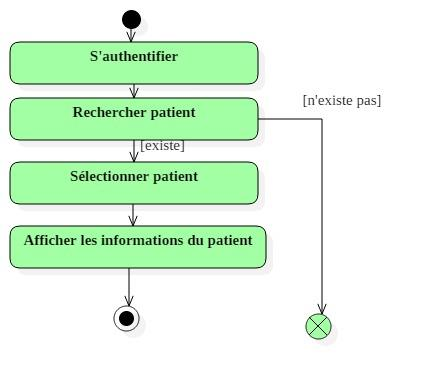 S'authentifier
[n'existe pas]
Rechercher patient
[existe]
Sélectionner patient
Afficher les informations du patient